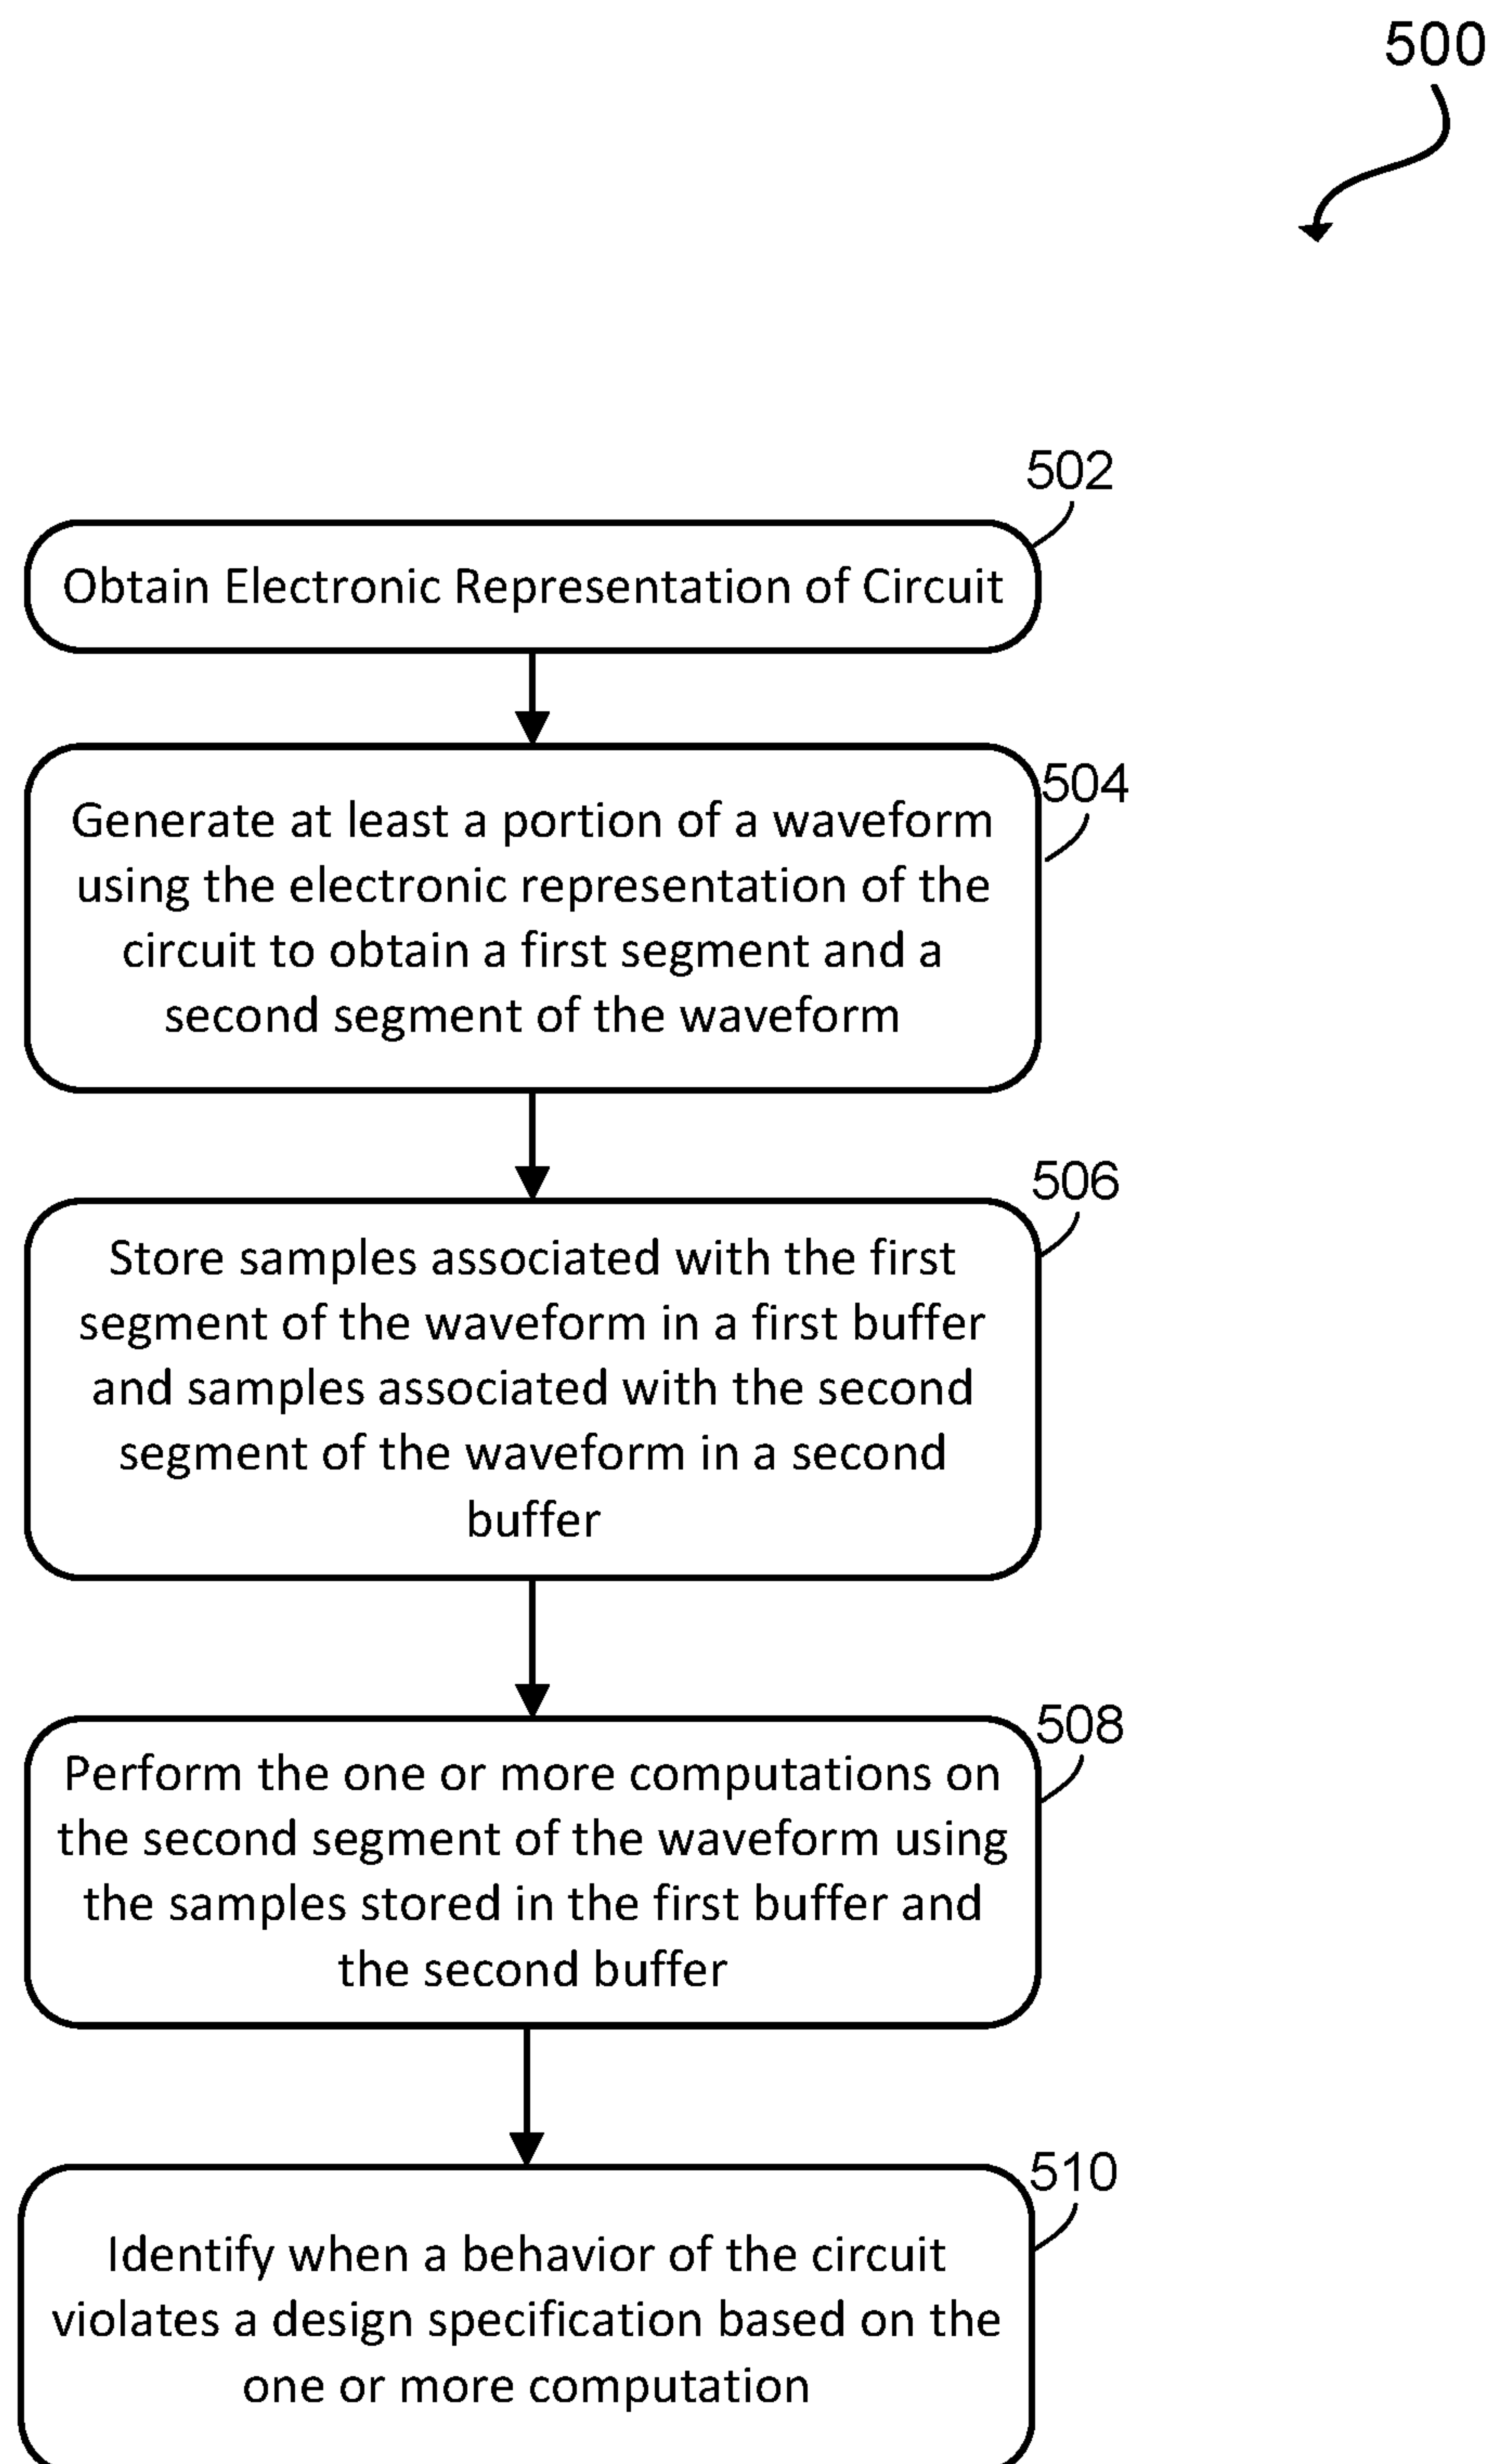 500
502
Obtain Electronic Representation of Circuit
504
Generate at least a portion of a waveform
using the electronic representation of the
circuit to obtain a first segment and a
second segment of the waveform
506
Store samples associated with the first
segment of the waveform in a first buffer
and samples associated with the second
segment of the waveform in a second
buffer
508
Perform the one or more computations on
the second segment of the waveform using
the samples stored in the first buffer and
the second buffer
510
Identify when a behavior of the circuit
violates a design specification based on the
one or more computation